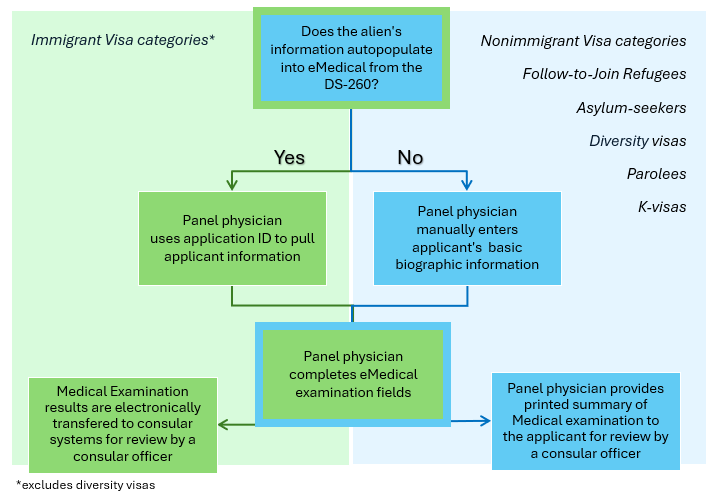 Immigrant Visa categories*
Does the alien's
information autopopulate
into eMedical from the
DS-260?
Nonimmigrant Visa categories
Follow-to-Join Refugees
Asylum-seekers
Diversity visas
Parolees
K-visas
Yes
No
Panel physician
uses application ID to pull
applicant information
Panel physician
manually enters
applicant's basic
biographic information
Panel physician
completes eMedical
examination fields
Medical Examination
results are electronically
transfered to consular
systems for review by a
consular officer
Panel physician provides
printed summary of
Medical examination to
the applicant for review by
a consular officer
*excludes diversity visas